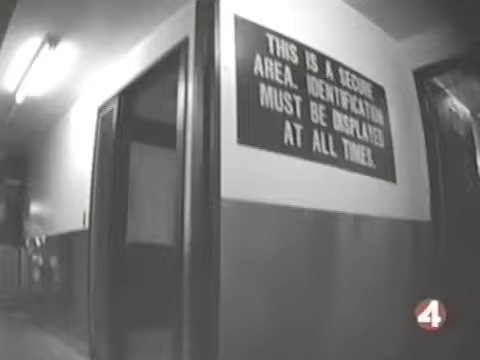 THIS IS A SECURE
AREA. IDENTIFICATION
MUST BE DISPLAYED
AT ALL TIMES.
4